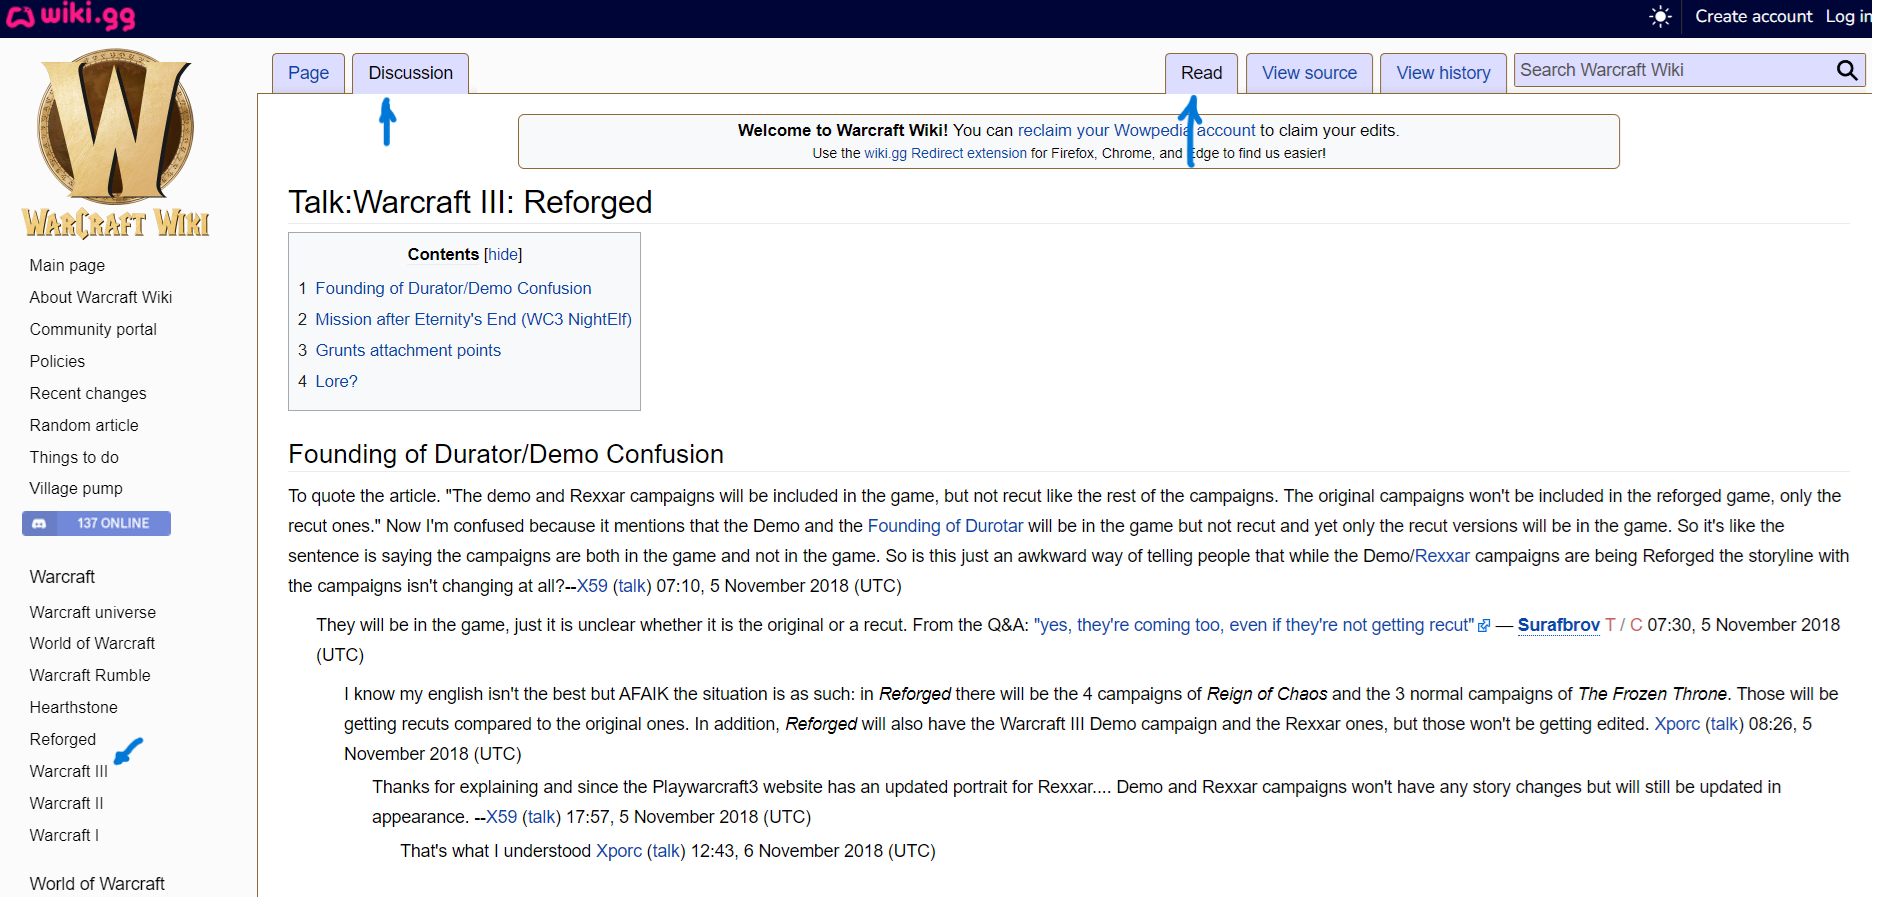 wiki.gg
Create account Log in
Page Discussion Read View source View history Search Warcraft Wiki
W
WARCRAFT WIKI
Main page
About Warcraft Wiki
Community portal
Policies
Recent changes
Random article
Things to do
Village pump
137 ONLINE
Warcraft
Warcraft universe
World of Warcraft
Warcraft Rumble
Hearthstone
Reforged
Warcraft III
Warcraft II
Warcraft I
World of Warcraft
Welcome to Warcraft Wiki! You can reclaim your Wowpedia account to claim your edits.
Use the wiki.gg Redirect extension for Firefox, Chrome, and Edge to find us easier!
Talk:Warcraft III: Reforged
Contents [hide]
1 Founding of Durator/Demo Confusion
2 Mission after Eternity's End (WC3 NightElf)
3 Grunts attachment points
4 Lore?
Founding of Durator/Demo Confusion
To quote the article. "The demo and Rexxar campaigns will be included in the game, but not recut like the rest of the campaigns. The original campaigns won't be included in the reforged game, only the
recut ones." Now I'm confused because it mentions that the Demo and the Founding of Durotar will be in the game but not recut and yet only the recut versions will be in the game. So it's like the
sentence is saying the campaigns are both in the game and not in the game. So is this just an awkward way of telling people that while the Demo/Rexxar campaigns are being Reforged the storyline with
the campaigns isn't changing at all?--X59 (talk) 07:10, 5 November 2018 (UTC)
They will be in the game, just it is unclear whether it is the original or a recut. From the Q&A: "yes, they're coming too, even if they're not getting recut" — Surafbrov T / C 07:30, 5 November 2018
(UTC)
I know my english isn't the best but AFAIK the situation is as such: in Reforged there will be the 4 campaigns of Reign of Chaos and the 3 normal campaigns of The Frozen Throne. Those will be
getting recuts compared to the original ones. In addition, Reforged will also have the Warcraft III Demo campaign and the Rexxar ones, but those won't be getting edited. Xporc (talk) 08:26, 5
November 2018 (UTC)
Thanks for explaining and since the Playwarcraft3 website has an updated portrait for Rexxar.... Demo and Rexxar campaigns won't have any story changes but will still be updated in
appearance. --X59 (talk) 17:57, 5 November 2018 (UTC)
That's what I understood Xporc (talk) 12:43, 6 November 2018 (UTC)